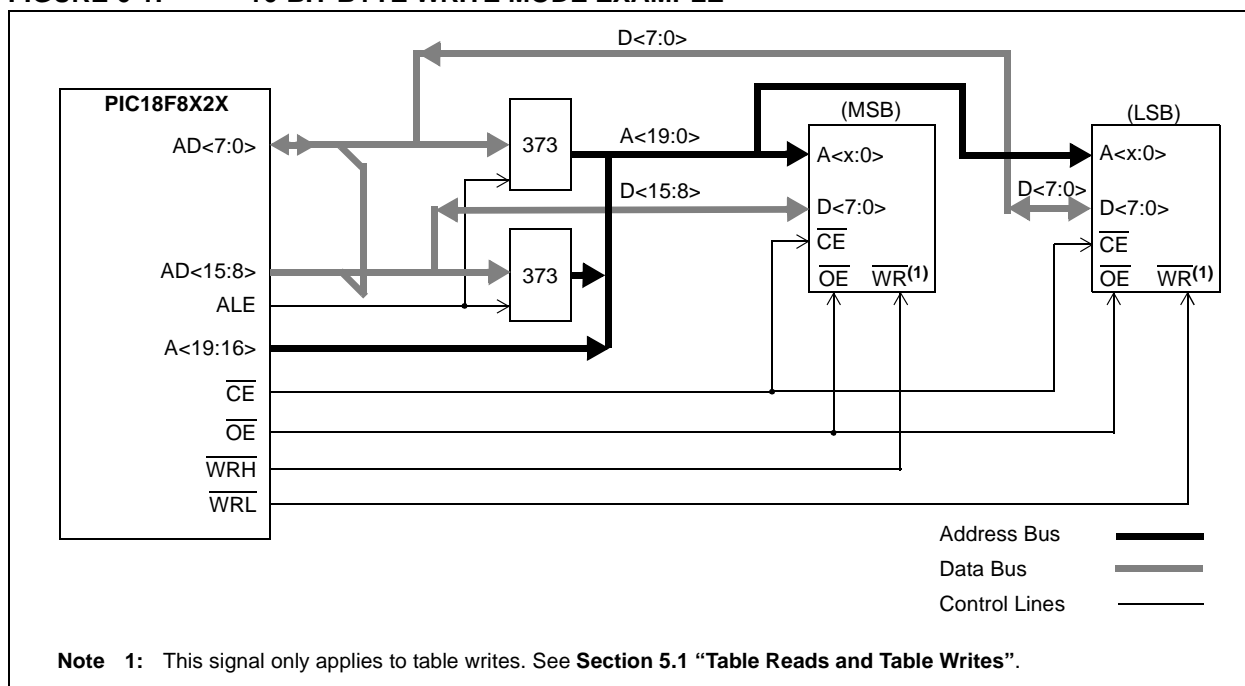 D<7:0>
PIC18F8X2X
AD<7:0>
373
A<19:0>
(MSB)
(LSB)
A<x:0>
A<x:0>
D<15:8>
D<7:0>
D<7:0>
D<7:0>
CE
CE
AD<15:8>
373
OE
WR(1)
OE
WR(1)
ALE
A<19:16>
CE
OE
WRH
WRL
Address Bus
Data Bus
Control Lines
Note 1: This signal only applies to table writes. See Section 5.1 “Table Reads and Table Writes”.